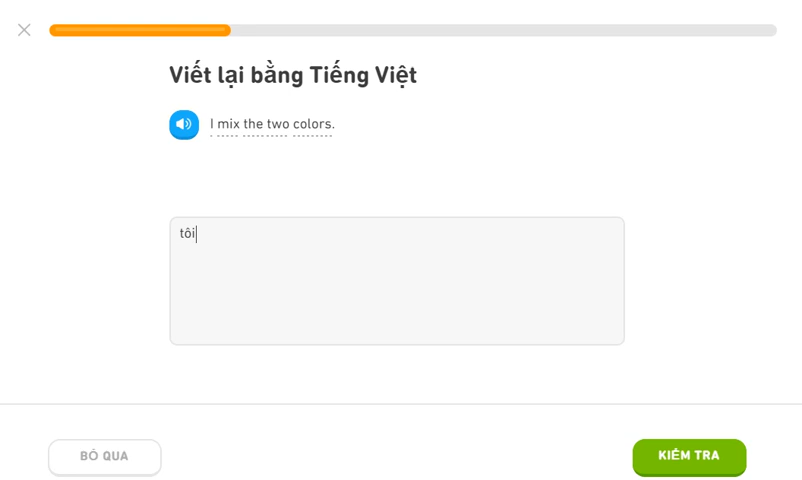 Viết lại bằng Tiếng Việt
I mix the two colors.
tôi
BỎ QUA
KIỂM TRA